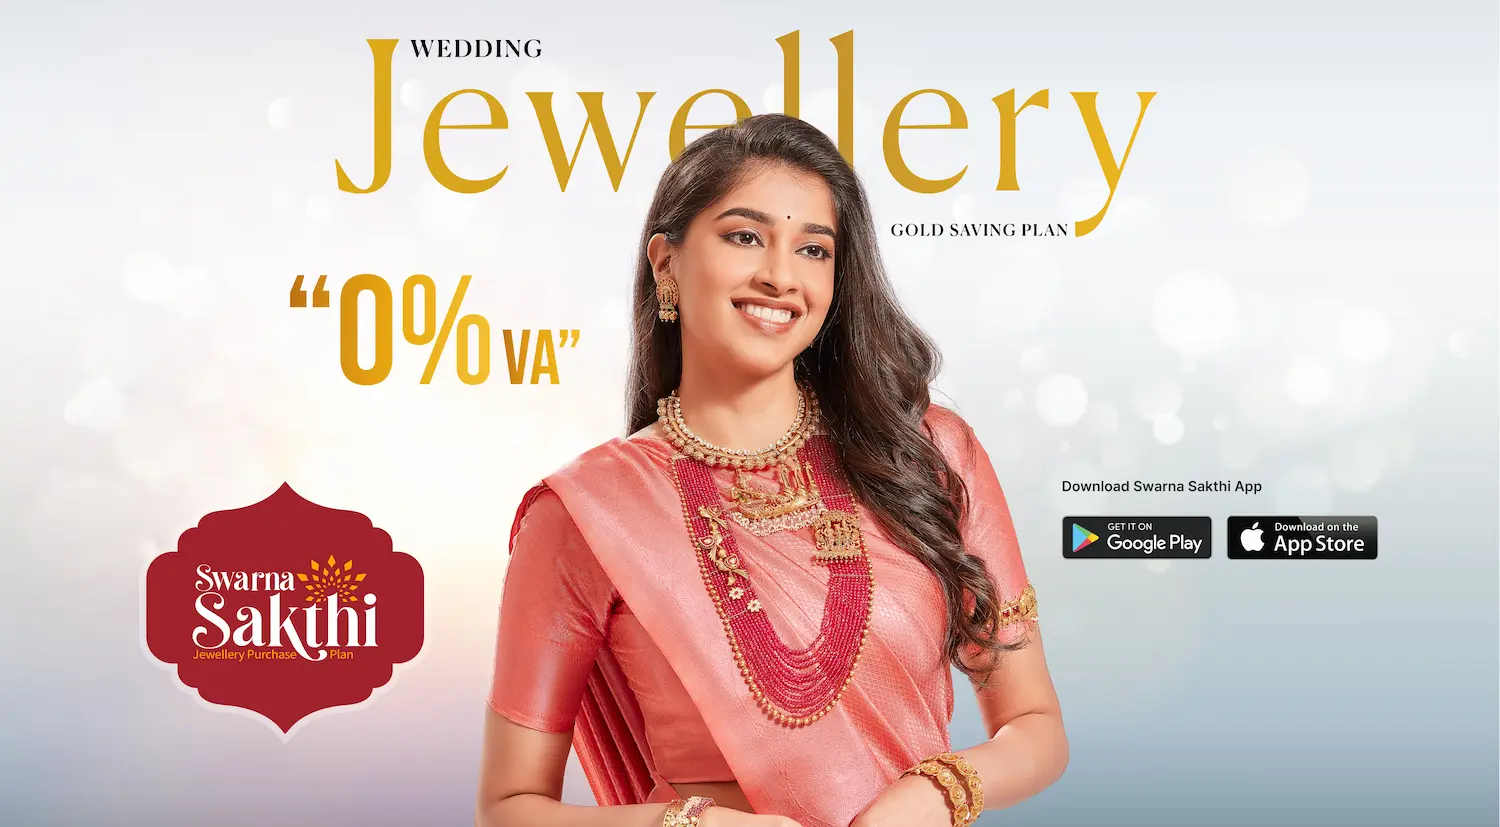 WEDDING
Jewellery
GOLD SAVING PLAN
“0% VA”
Swarna
Sakthi
Jewellery Purchase Plan
Download Swarna Sakthi App
GET IT ON
Google Play
Download on the
App Store